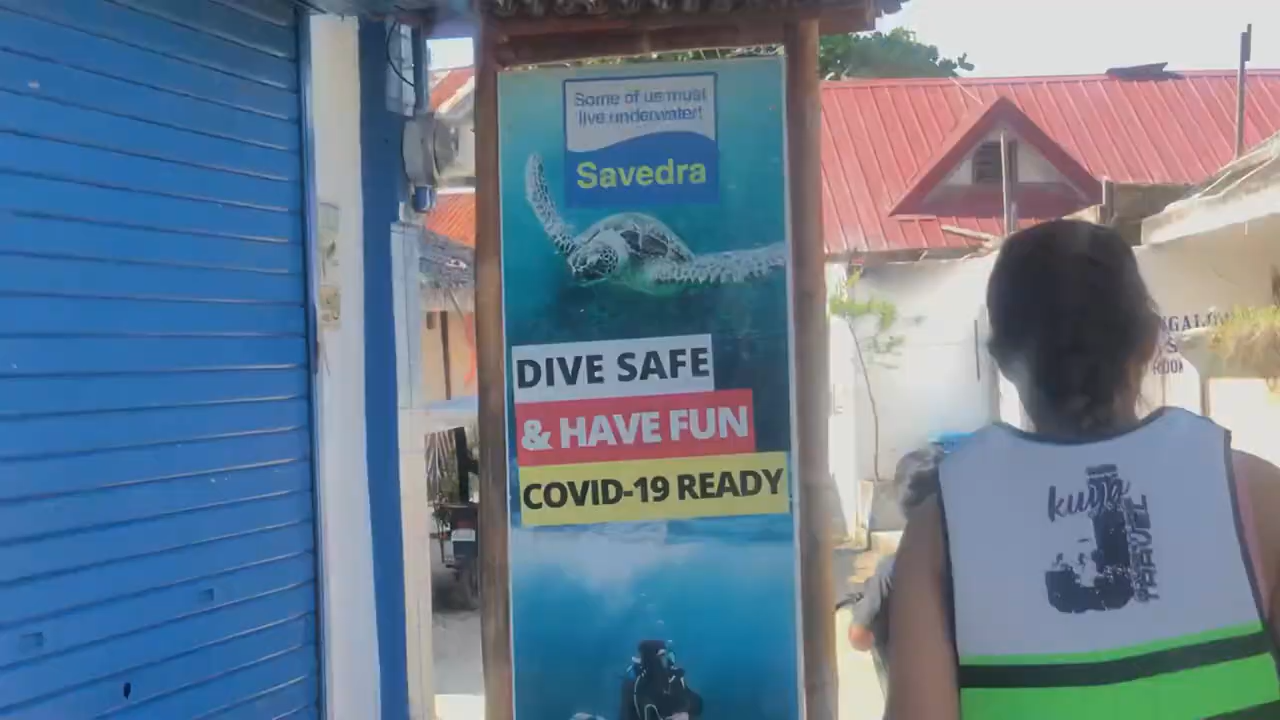 Some of us must
live underwater!
Savedra
DIVE SAFE
& HAVE FUN
COVID-19 READY
kuya
J
TRAVEL